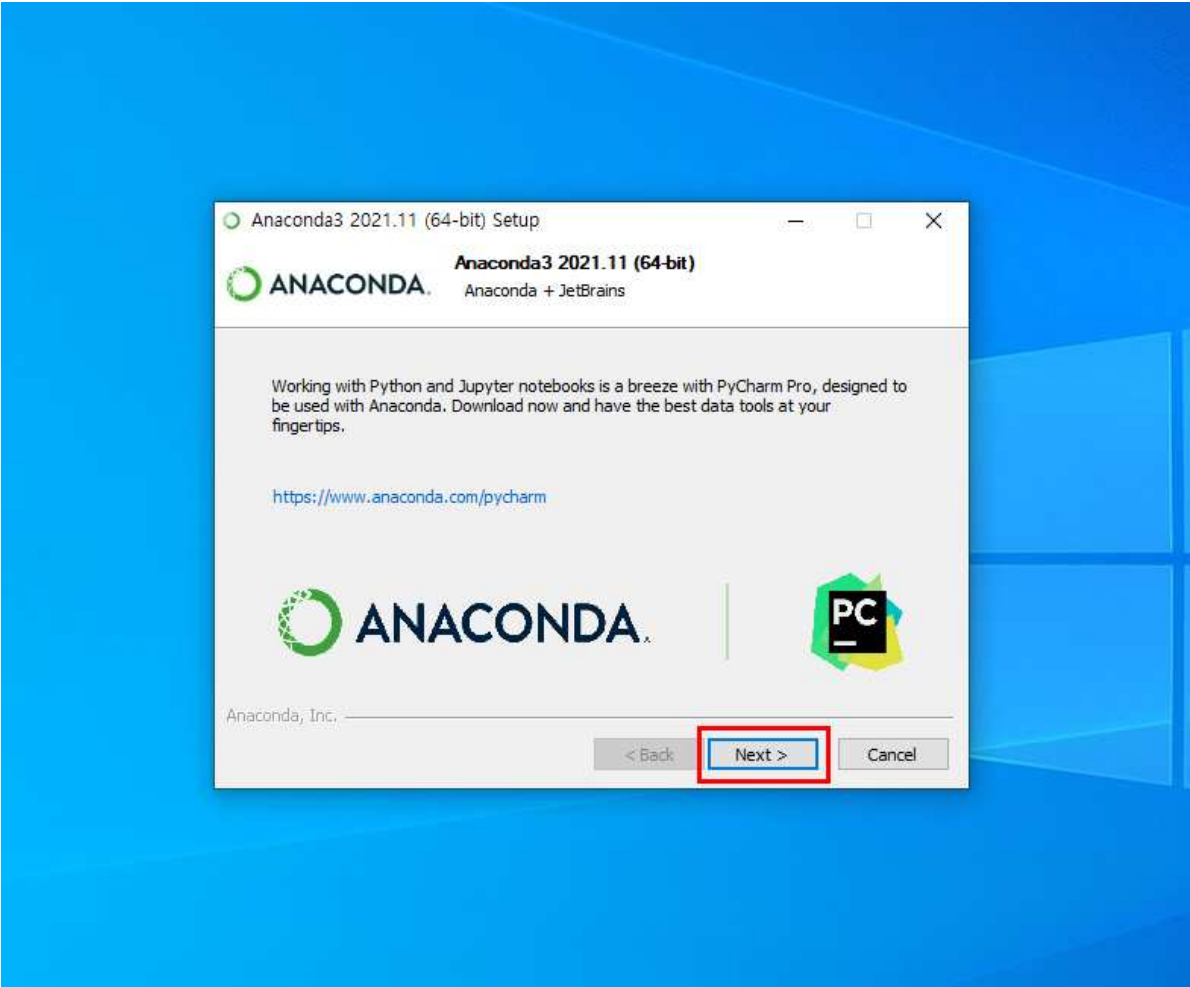 Anaconda3 2021.11 (64-bit) Setup
ANACONDA.
Anaconda3 2021.11 (64-bit)
Anaconda + JetBrains
Working with Python and Jupyter notebooks is a breeze with PyCharm Pro, designed to
be used with Anaconda. Download now and have the best data tools at your
fingertips.
https://www.anaconda.com/pycharm
ANACONDA.
PC
Anaconda, Inc.
< Back
Next >
Cancel